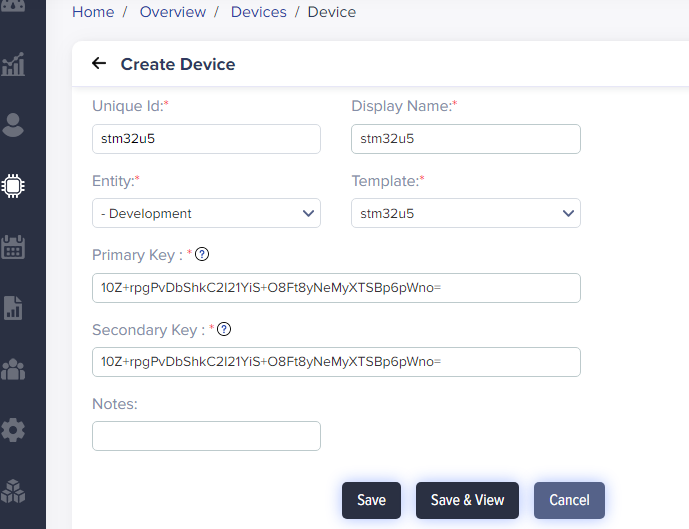 Home / Overview / Devices / Device
Create Device
Unique Id:* Display Name:*
stm32u5 stm32u5
Entity:* Template:*
- Development stm32u5
Primary Key : * ?
10Z+rpgPvDbShkC2I21YiS+O8Ft8yNeMyXTSBp6pWno=
Secondary Key : * ?
10Z+rpgPvDbShkC2I21YiS+O8Ft8yNeMyXTSBp6pWno=
Notes:
Save Save & View Cancel